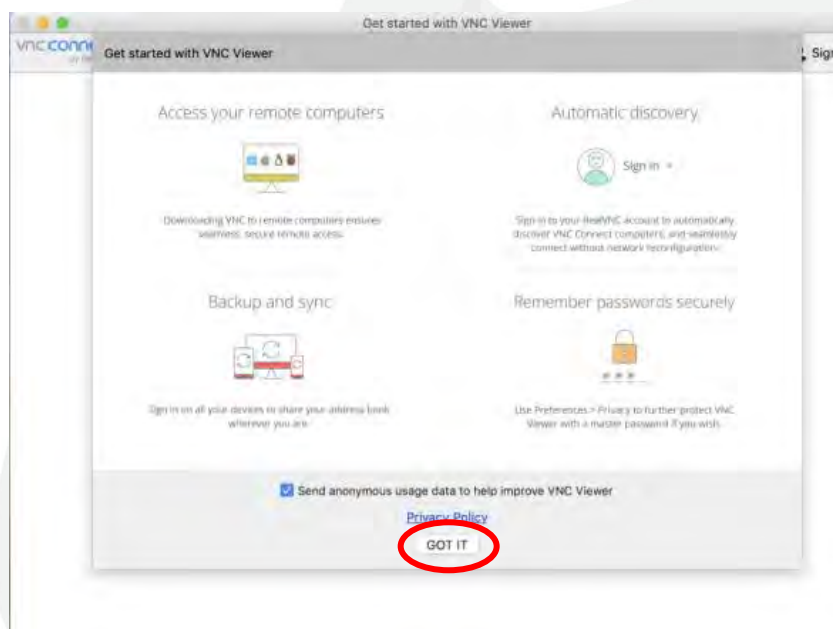 Get started with VNC Viewer
vnc conn
Get started with VNC Viewer
Sign
Access your remote computers
Automatic discovery
Sign in
Downloading VNC to remote computers ensures
seamless, secure remote access.
Sign in to your RealVNC account to automatically
discover VNC Connect computers, and seamlessly
connect without network reconfiguration.
Backup and sync
Remember passwords securely
Sign in on all your devices to share your address book
wherever you are.
Use Preferences > Privacy to further protect VNC
Viewer with a master password if you wish.
Send anonymous usage data to help improve VNC Viewer
Privacy Policy
GOT IT